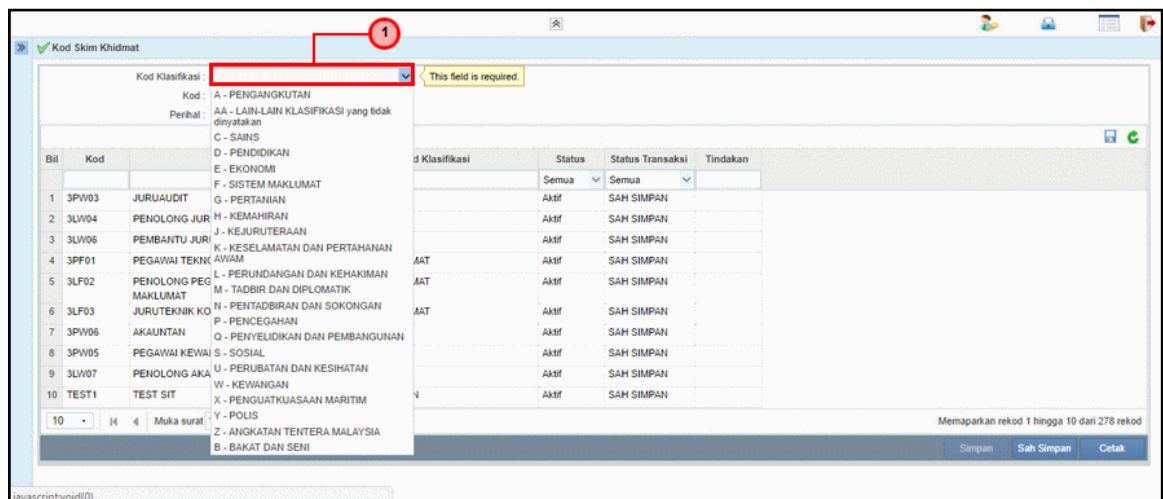 1
Kod Skim Khidmat
Kod Klasifikasi :
This field is required.
Kod :
Perihal :
A - PENGANGKUTAN
AA - LAIN-LAIN KLASIFIKASI yang tidak
dinyatakan
C - SAINS
D - PENDIDIKAN
E - EKONOMI
F - SISTEM MAKLUMAT
G - PERTANIAN
H - KEMAHIRAN
J - KEJURUTERAAN
K - KESELAMATAN DAN PERTAHANAN
AWAM
L - PERUNDANGAN DAN KEHAKIMAN
M - TADBIR DAN DIPLOMATIK
N - PENTADBIRAN DAN SOKONGAN
P - PENCEGAHAN
Q - PENYELIDIKAN DAN PEMBANGUNAN
S - SOSIAL
U - PERUBATAN DAN KESIHATAN
W - KEWANGAN
X - PENGUATKUASAAN MARITIM
Y - POLIS
Z - ANGKATAN TENTERA MALAYSIA
B - BAKAT DAN SENI
Bil Kod d Klasifikasi Status Status Transaksi Tindakan
Semua Semua
1 3PW03 JURUAUDIT Aktif SAH SIMPAN
2 3LW04 PENOLONG JUR Aktif SAH SIMPAN
3 3LW06 PEMBANTU JUR Aktif SAH SIMPAN
4 3PF01 PEGAWAI TEKNO MAT Aktif SAH SIMPAN
5 3LF02 PENOLONG PEG MAT Aktif SAH SIMPAN
MAKLUMAT
6 3LF03 JURUTEKNIK KO MAT Aktif SAH SIMPAN
7 3PW06 AKAUNTAN Aktif SAH SIMPAN
8 3PW05 PEGAWAI KEWA Aktif SAH SIMPAN
9 3LW07 PENOLONG AKA Aktif SAH SIMPAN
10 TEST1 TEST SIT N Aktif SAH SIMPAN
10 Muka surat Memaparkan rekod 1 hingga 10 dari 278 rekod
Simpan Sah Simpan Cetak
javascript:void(0)